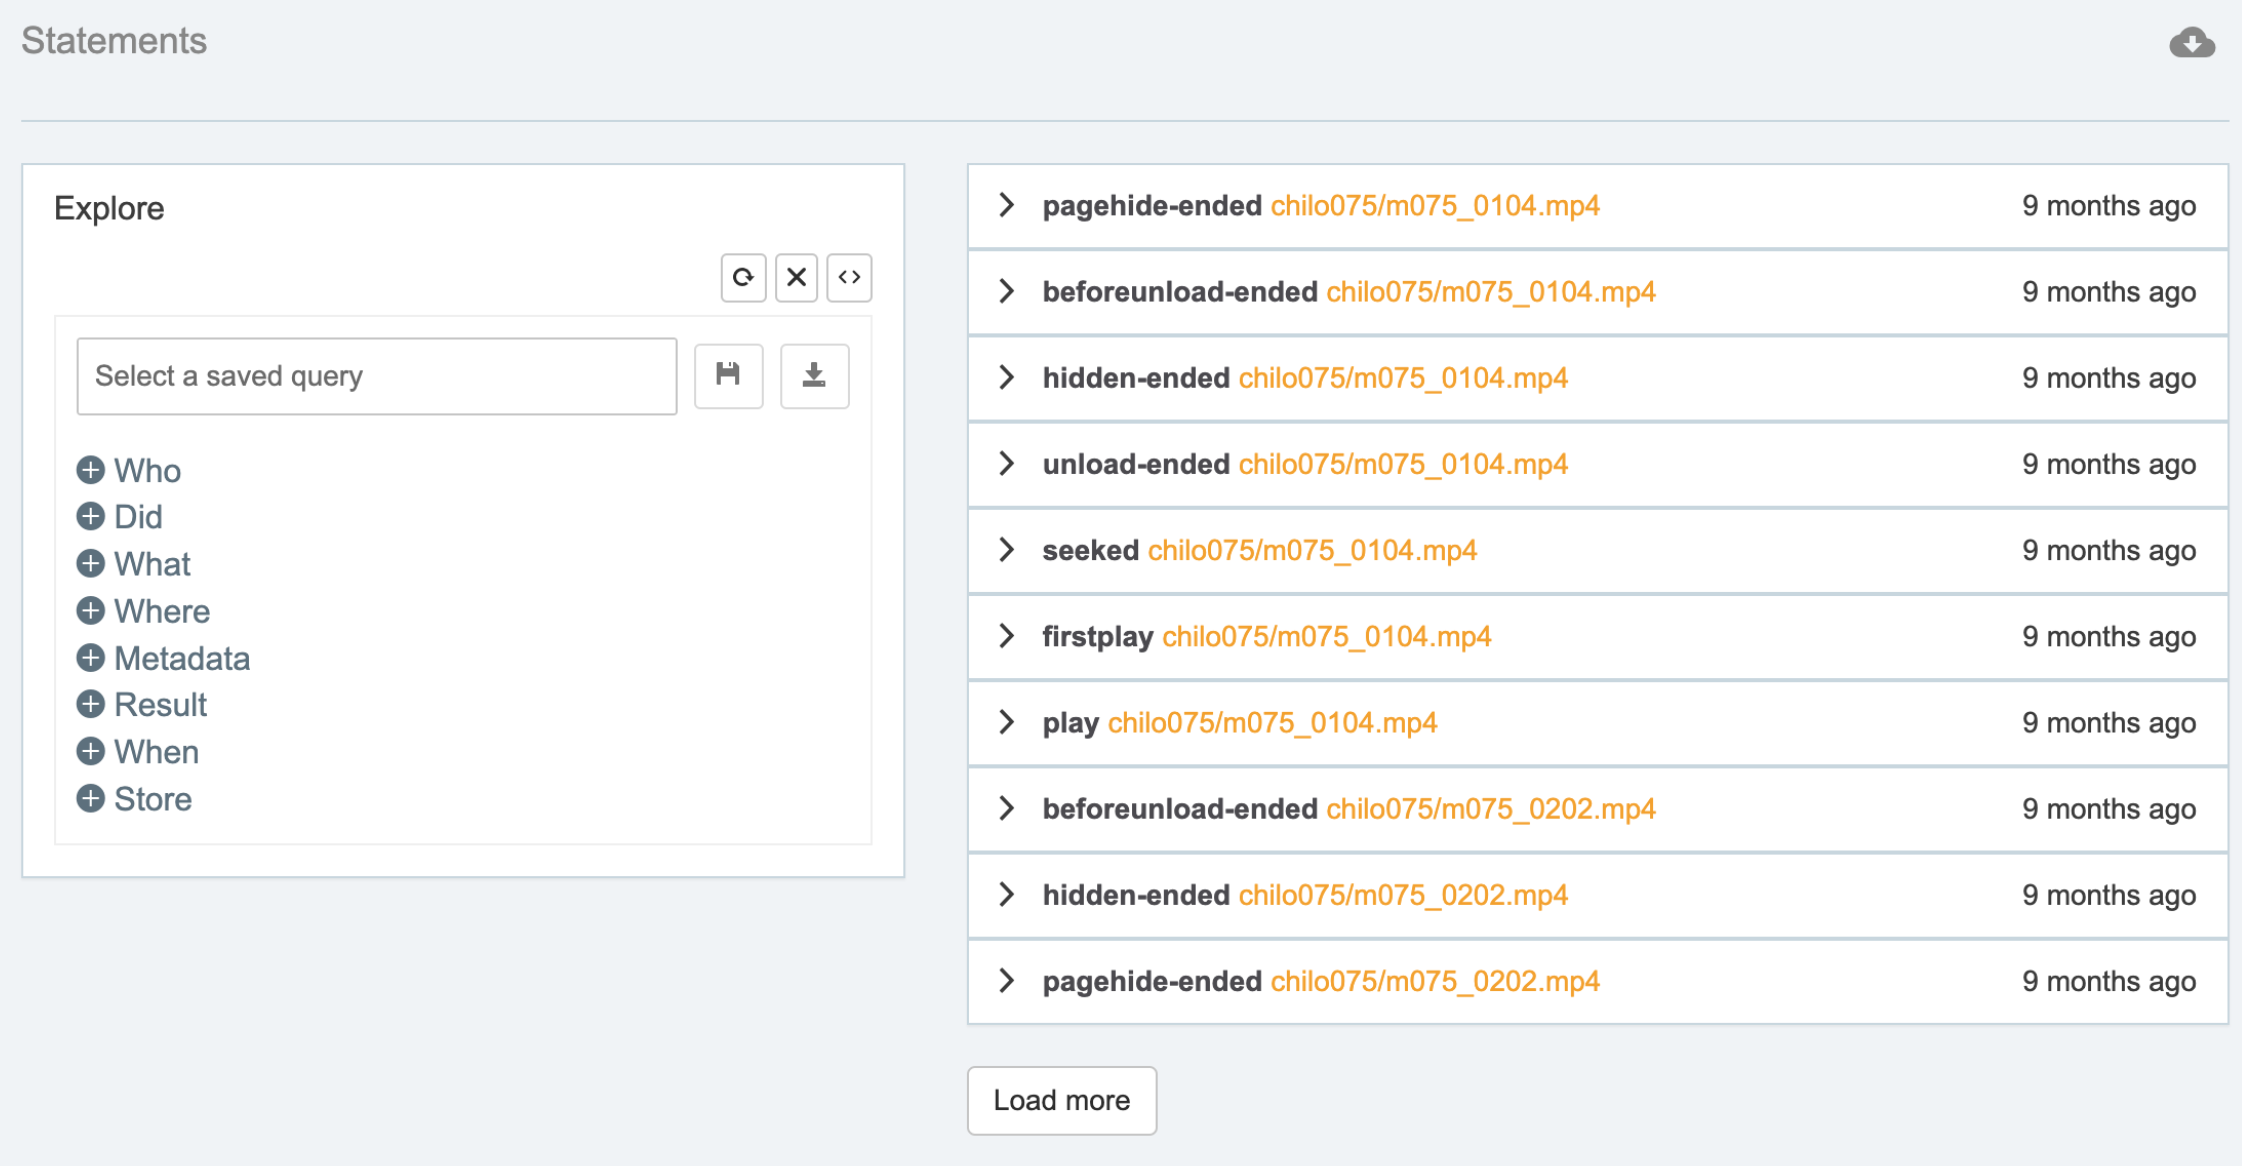 Statements
Explore
Select a saved query
Who
Did
What
Where
Metadata
Result
When
Store
pagehide-ended chilo075/m075_0104.mp4 9 months ago
beforeunload-ended chilo075/m075_0104.mp4 9 months ago
hidden-ended chilo075/m075_0104.mp4 9 months ago
unload-ended chilo075/m075_0104.mp4 9 months ago
seeked chilo075/m075_0104.mp4 9 months ago
firstplay chilo075/m075_0104.mp4 9 months ago
play chilo075/m075_0104.mp4 9 months ago
beforeunload-ended chilo075/m075_0202.mp4 9 months ago
hidden-ended chilo075/m075_0202.mp4 9 months ago
pagehide-ended chilo075/m075_0202.mp4 9 months ago
Load more